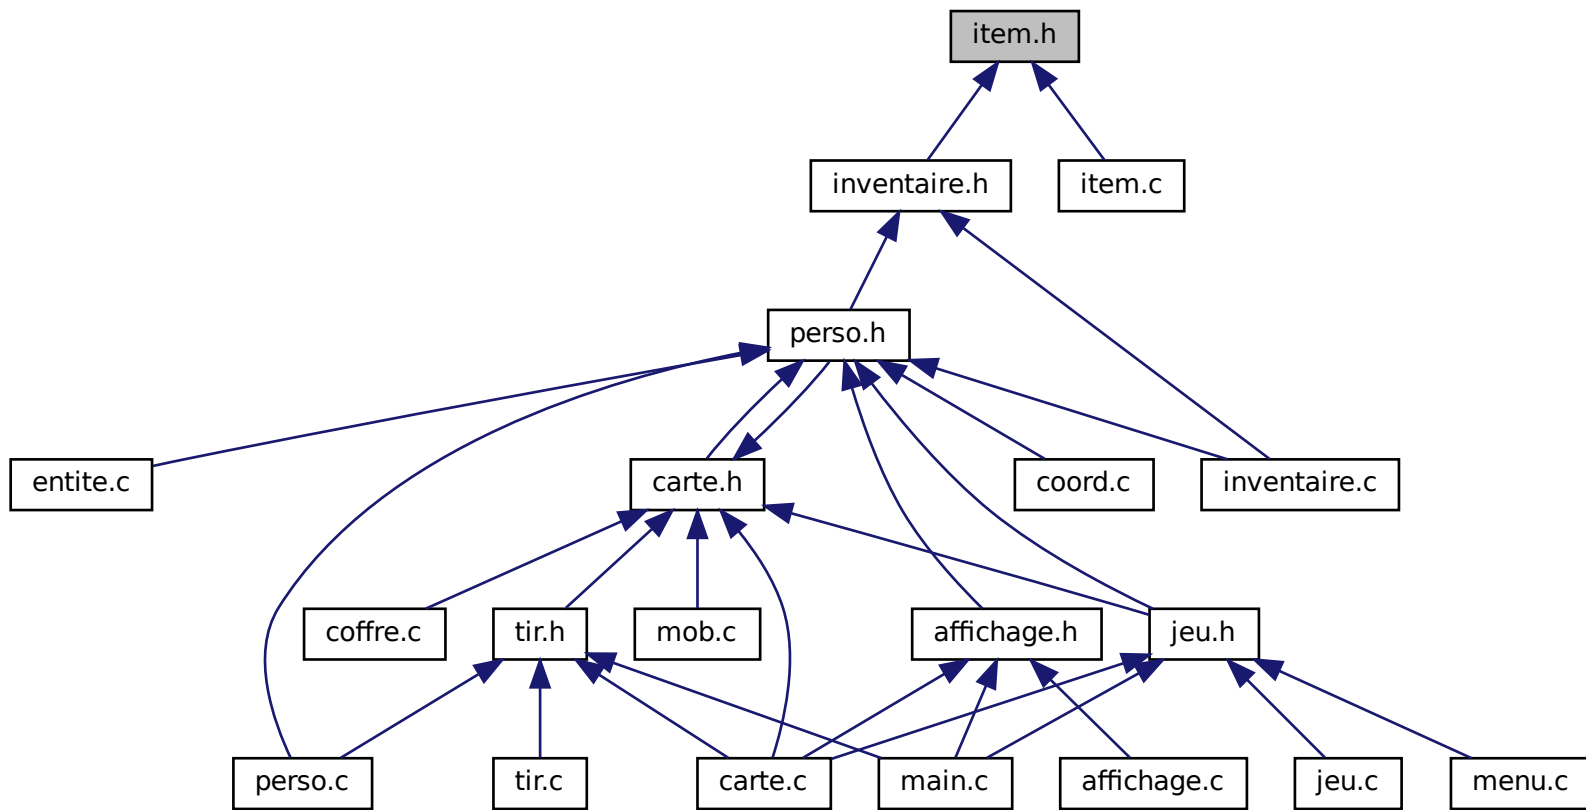 item.h
inventaire.h
item.c
perso.h
entite.c
carte.h
coord.c
inventaire.c
coffre.c
tir.h
mob.c
affichage.h
jeu.h
perso.c
tir.c
carte.c
main.c
affichage.c
jeu.c
menu.c